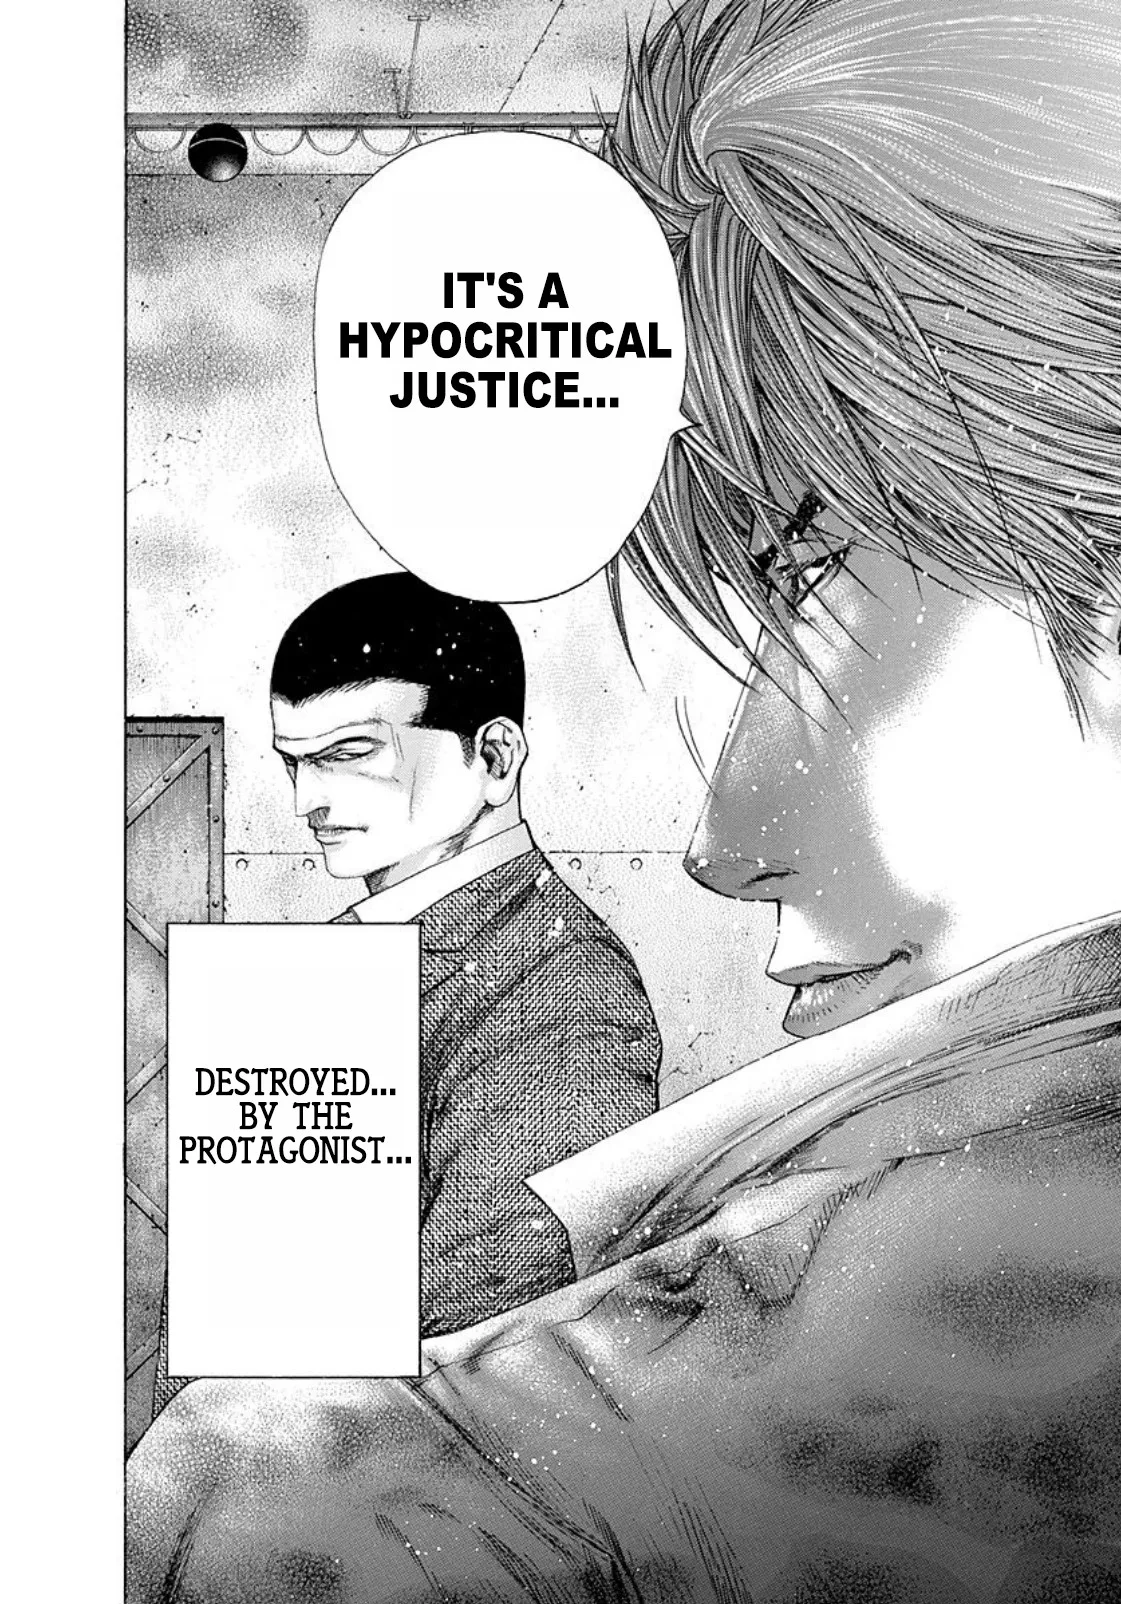 IT'S A
HYPOCRITICAL
JUSTICE...
DESTROYED...
BY THE
PROTAGONIST...